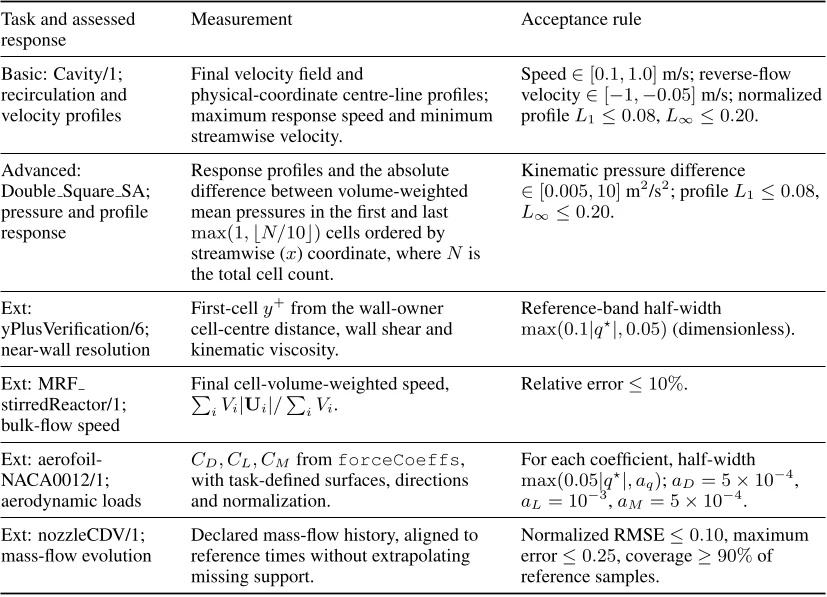 Task and assessed response
Measurement
Acceptance rule
Basic: Cavity/1;
recirculation and
velocity profiles
Final velocity field and
physical-coordinate centre-line profiles;
maximum response speed and minimum
streamwise velocity.
Speed ∈ [0.1, 1.0] m/s; reverse-flow
velocity ∈ [−1, −0.05] m/s; normalized
profile L₁ ≤ 0.08, L∞ ≤ 0.20.
Advanced:
Double_Square_SA;
pressure and profile
response
Response profiles and the absolute
difference between volume-weighted
mean pressures in the first and last
max(1, ⌊N/10⌋) cells ordered by
streamwise (x) coordinate, where N is
the total cell count.
Kinematic pressure difference
∈ [0.005, 10] m²/s²; profile L₁ ≤ 0.08,
L∞ ≤ 0.20.
Ext:
yPlusVerification/6;
near-wall resolution
First-cell y⁺ from the wall-owner
cell-centre distance, wall shear and
kinematic viscosity.
Reference-band half-width
max(0.1|q⋆|, 0.05) (dimensionless).
Ext: MRF_
stirredReactor/1;
bulk-flow speed
Final cell-volume-weighted speed,
∑ᵢ Vᵢ|Uᵢ|/ ∑ᵢ Vᵢ.
Relative error ≤ 10%.
Ext: aerofoil-
NACA0012/1;
aerodynamic loads
C_D, C_L, C_M from forceCoeffs,
with task-defined surfaces, directions
and normalization.
For each coefficient, half-width
max(0.05|q⋆|, a_q); a_D = 5 × 10⁻⁴,
a_L = 10⁻³, a_M = 5 × 10⁻⁴.
Ext: nozzleCDV/1;
mass-flow evolution
Declared mass-flow history, aligned to
reference times without extrapolating
missing support.
Normalized RMSE ≤ 0.10, maximum
error ≤ 0.25, coverage ≥ 90% of
reference samples.